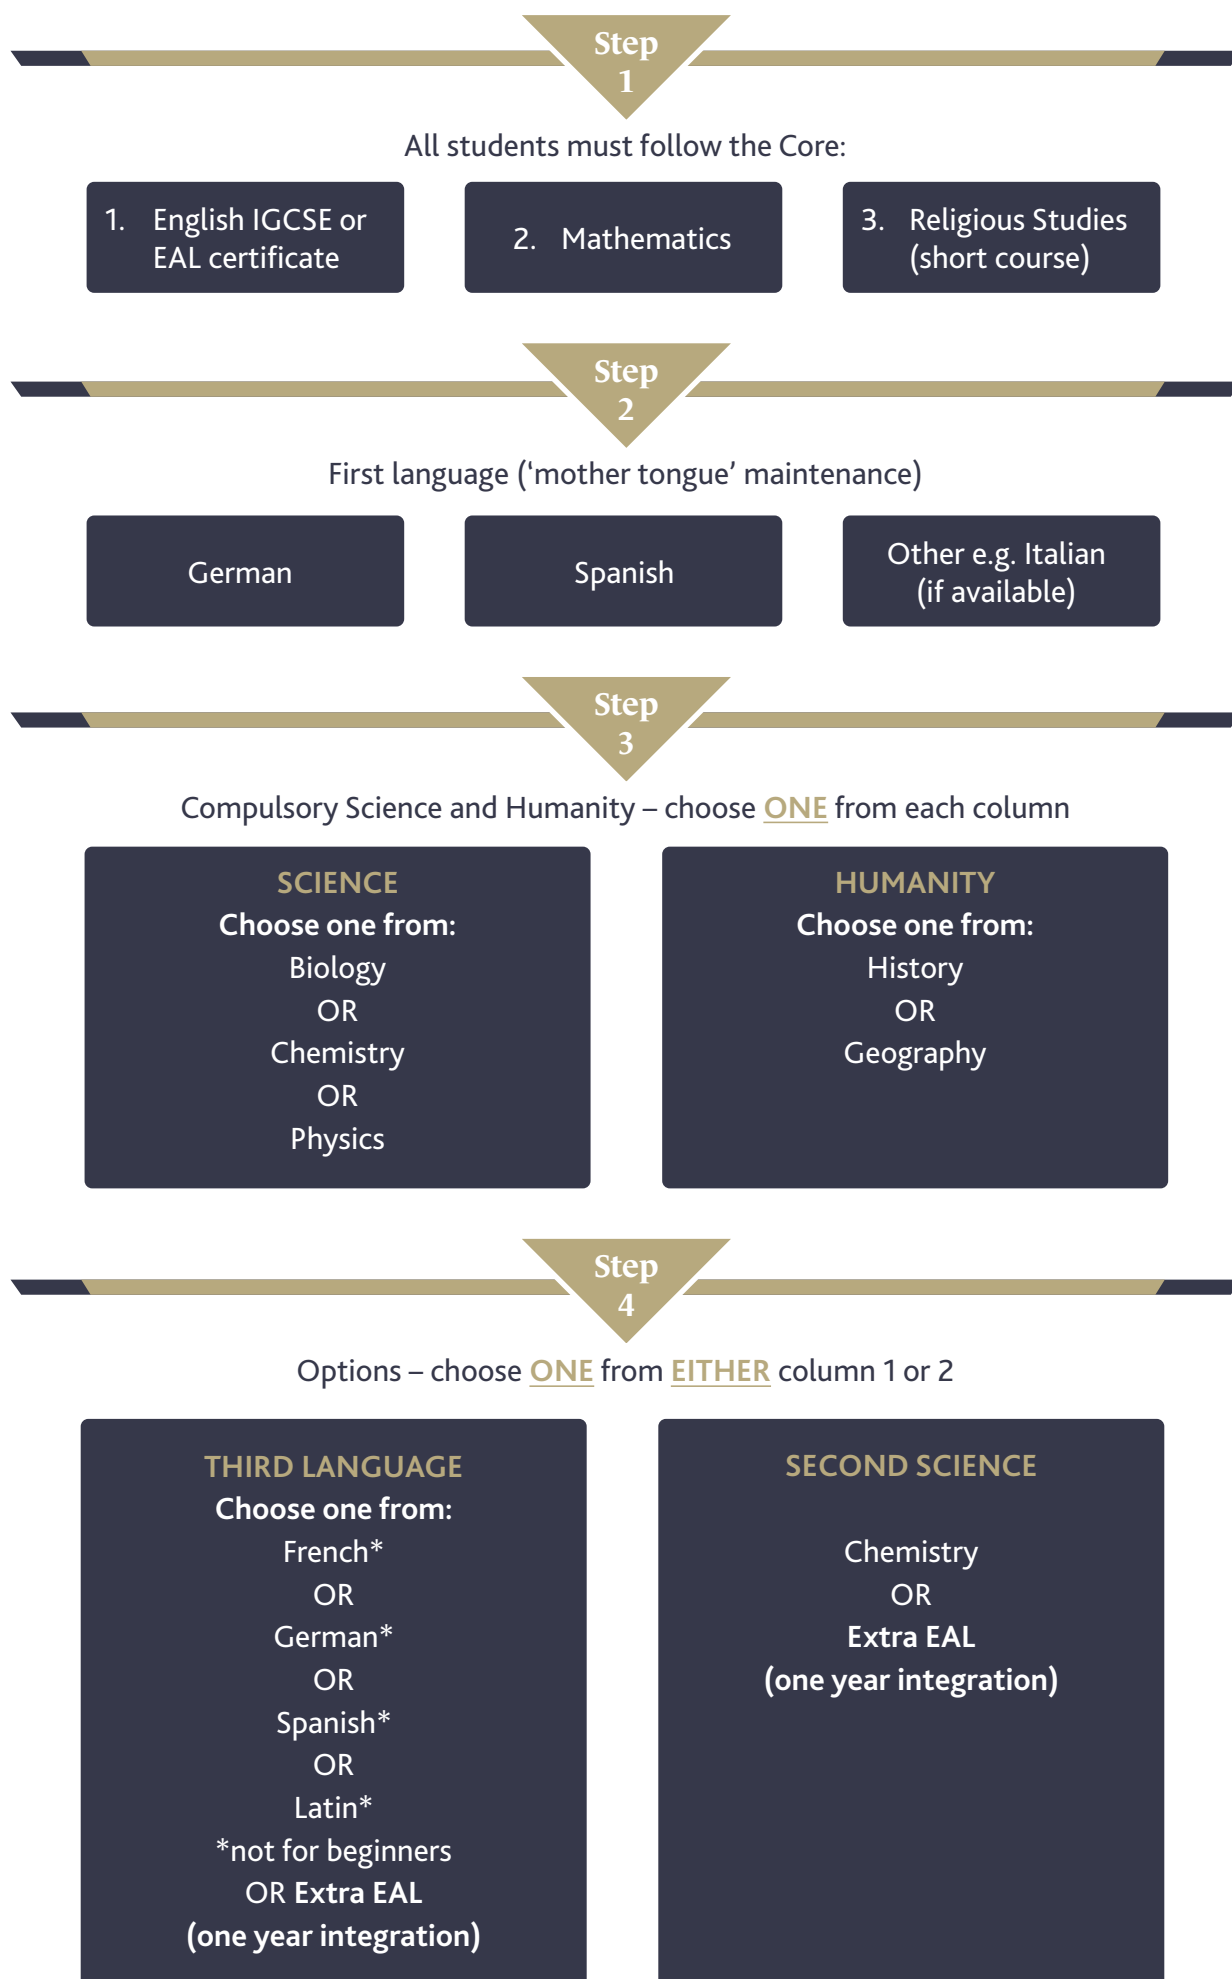 Step
1
All students must follow the Core:
1. English IGCSE or
EAL certificate
2. Mathematics
3. Religious Studies
(short course)
Step
2
First language (‘mother tongue’ maintenance)
German
Spanish
Other e.g. Italian
(if available)
Step
3
Compulsory Science and Humanity – choose ONE from each column
SCIENCE
Choose one from:
Biology
OR
Chemistry
OR
Physics
HUMANITY
Choose one from:
History
OR
Geography
Step
4
Options – choose ONE from EITHER column 1 or 2
THIRD LANGUAGE
Choose one from:
French*
OR
German*
OR
Spanish*
OR
Latin*
*not for beginners
OR Extra EAL
(one year integration)
SECOND SCIENCE
Chemistry
OR
Extra EAL
(one year integration)